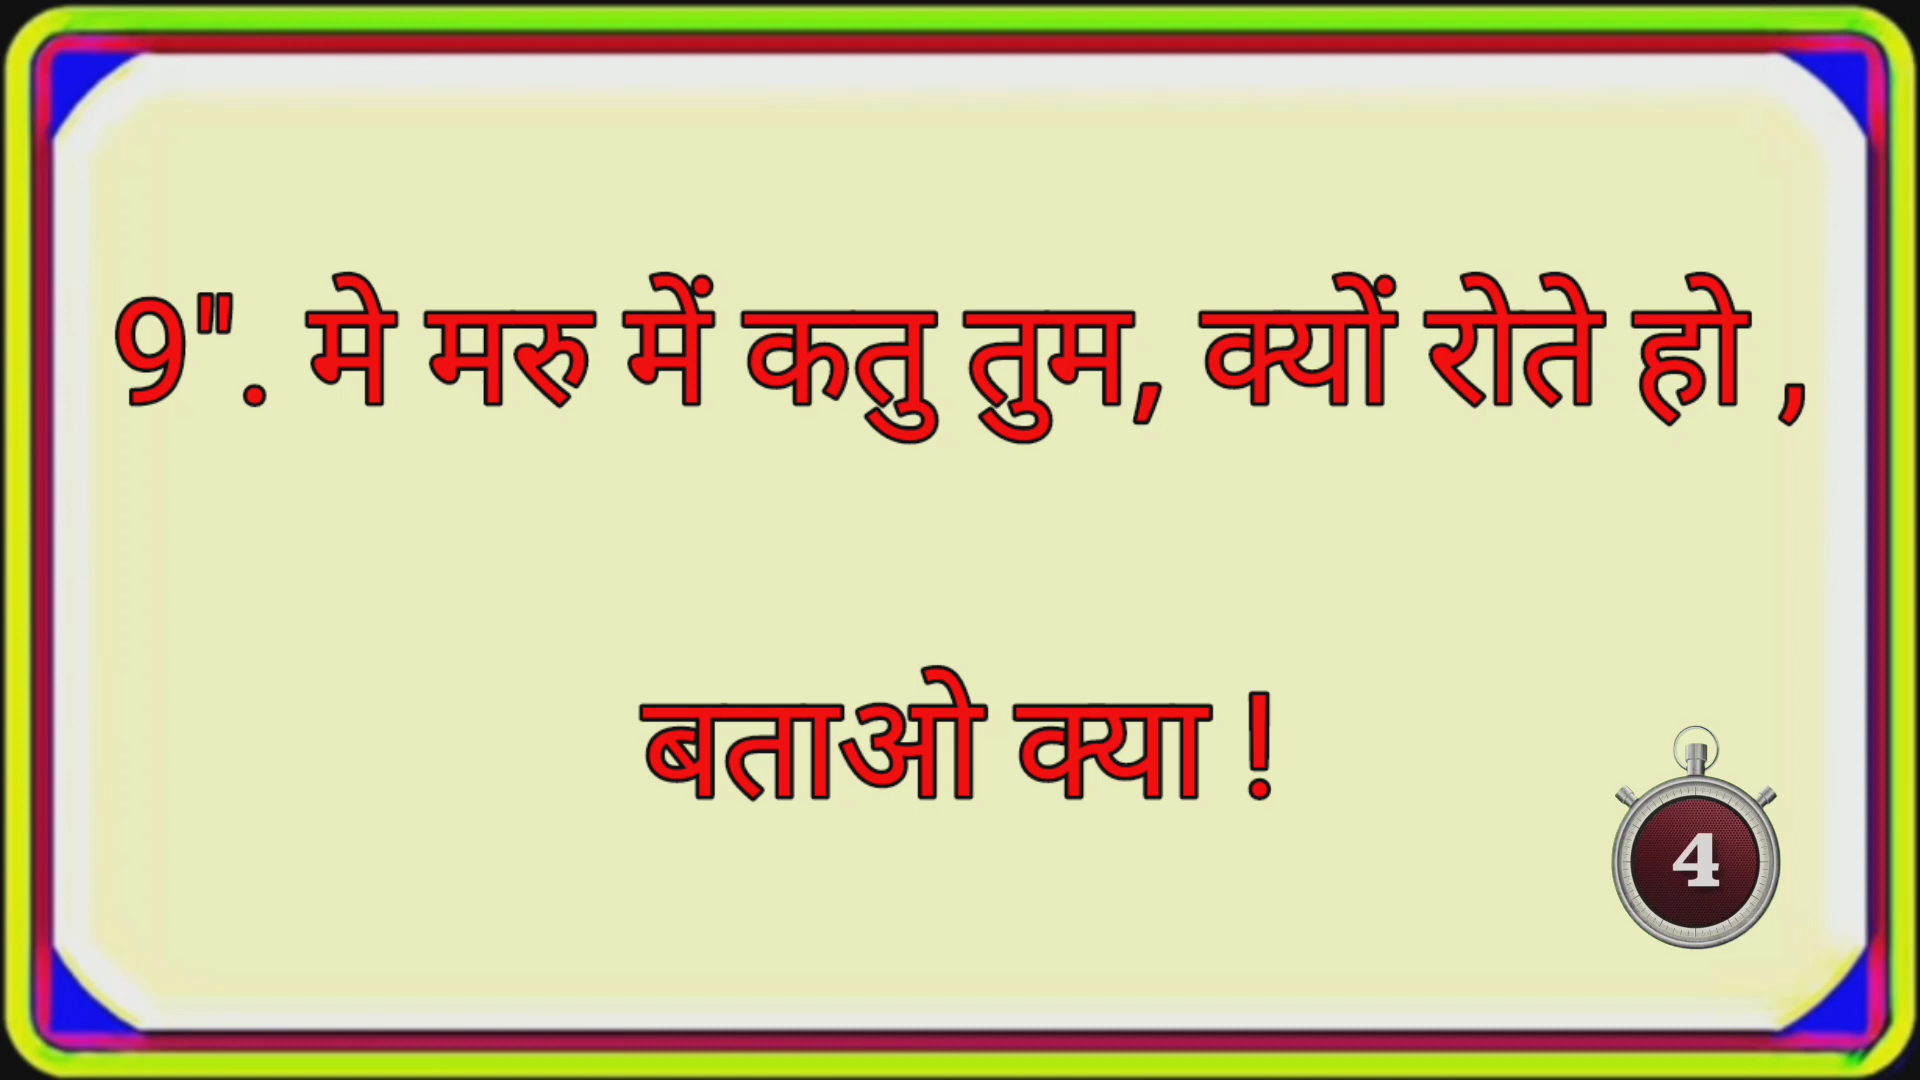 9". मे मरु में कतु तुम, क्यों रोते हो ,
बताओ क्या !
4